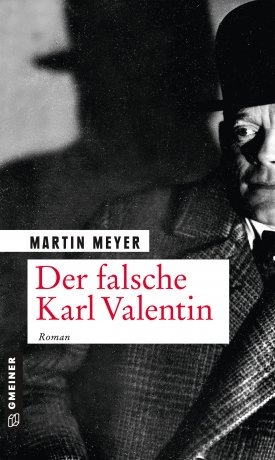 MARTIN MEYER
Der falsche
Karl Valentin
Roman
GMEINER